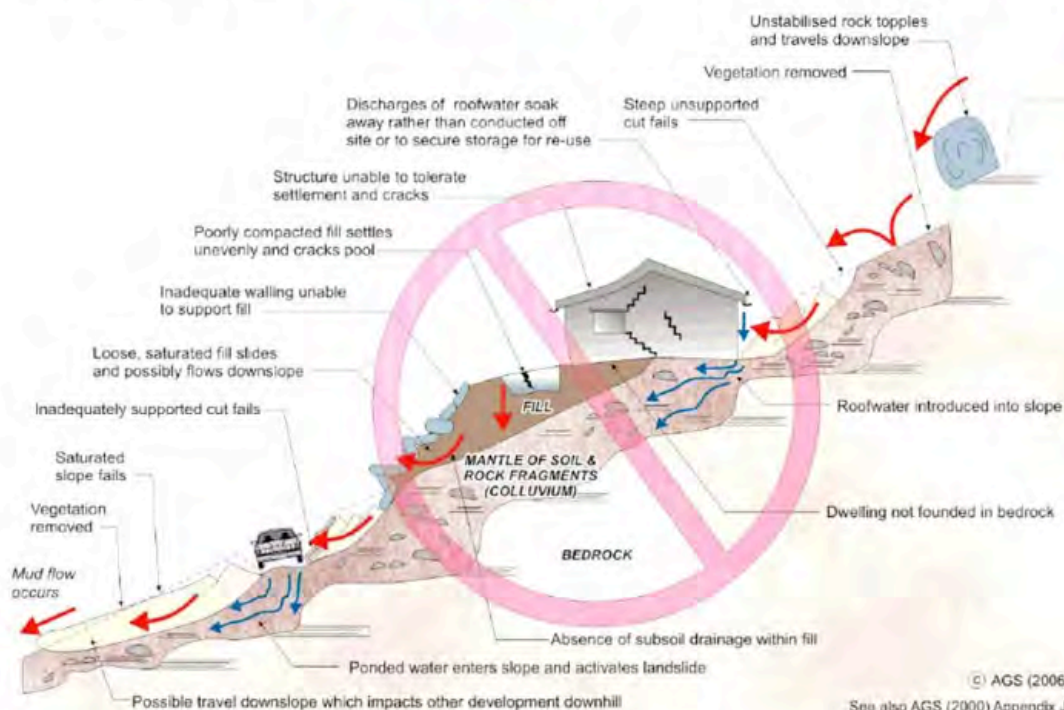 Unstabilised rock topples
and travels downslope
Vegetation removed
Discharges of roofwater soak
away rather than conducted off
site or to secure storage for re-use
Steep unsupported
cut fails
Structure unable to tolerate
settlement and cracks
Poorly compacted fill settles
unevenly and cracks pool
Inadequate walling unable
to support fill
Loose, saturated fill slides
and possibly flows downslope
Inadequately supported cut fails
Roofwater introduced into slope
Saturated
slope fails
Vegetation
removed
Mud flow
occurs
FILL
MANTLE OF SOIL &
ROCK FRAGMENTS
(COLLUVIUM)
Dwelling not founded in bedrock
BEDROCK
Absence of subsoil drainage within fill
Ponded water enters slope and activates landslide
Possible travel downslope which impacts other development downhill
© AGS (2006
See also AGS (2000) Appendix